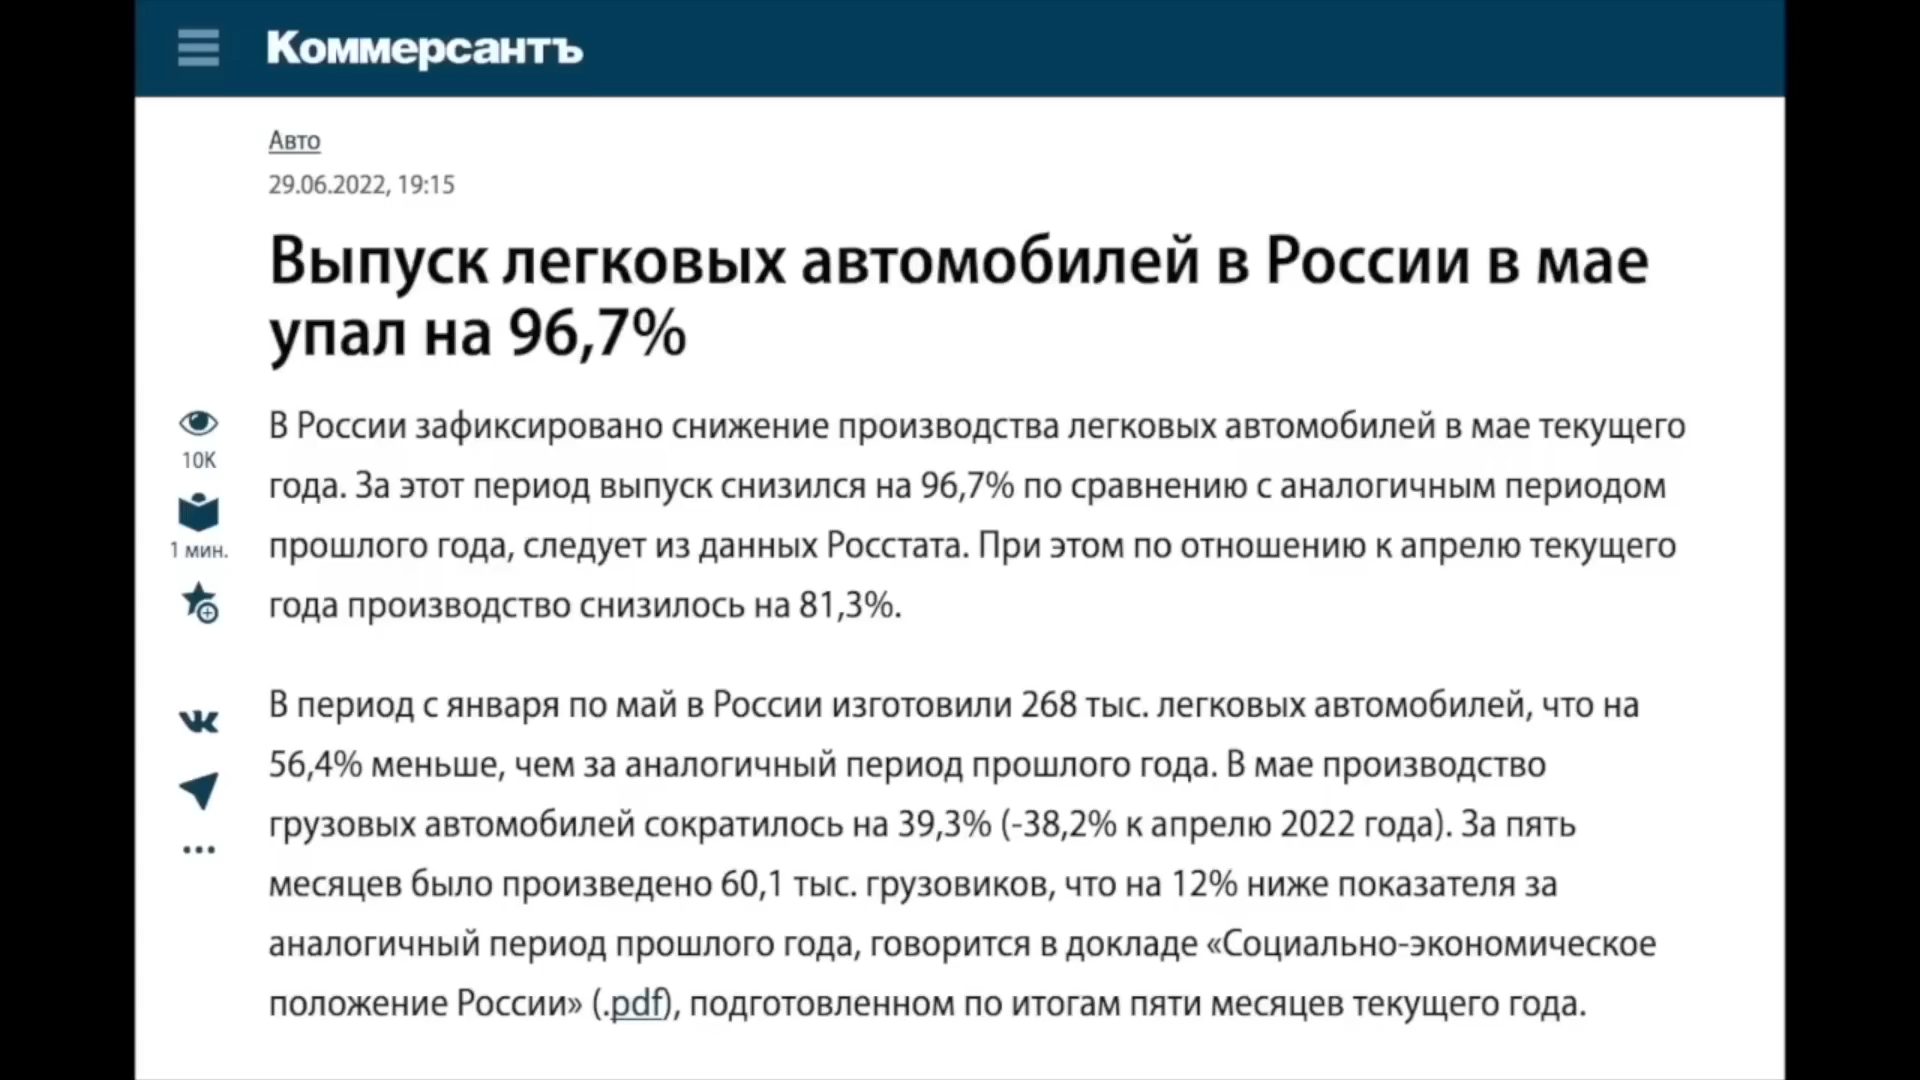 Коммерсантъ
Авто
29.06.2022, 19:15
Выпуск легковых автомобилей в России в мае
упал на 96,7%
10K
1 мин.
В России зафиксировано снижение производства легковых автомобилей в мае текущего
года. За этот период выпуск снизился на 96,7% по сравнению с аналогичным периодом
прошлого года, следует из данных Росстата. При этом по отношению к апрелю текущего
года производство снизилось на 81,3%.
В период с января по май в России изготовили 268 тыс. легковых автомобилей, что на
56,4% меньше, чем за аналогичный период прошлого года. В мае производство
грузовых автомобилей сократилось на 39,3% (-38,2% к апрелю 2022 года). За пять
месяцев было произведено 60,1 тыс. грузовиков, что на 12% ниже показателя за
аналогичный период прошлого года, говорится в докладе «Социально-экономическое
положение России» (.pdf), подготовленном по итогам пяти месяцев текущего года.